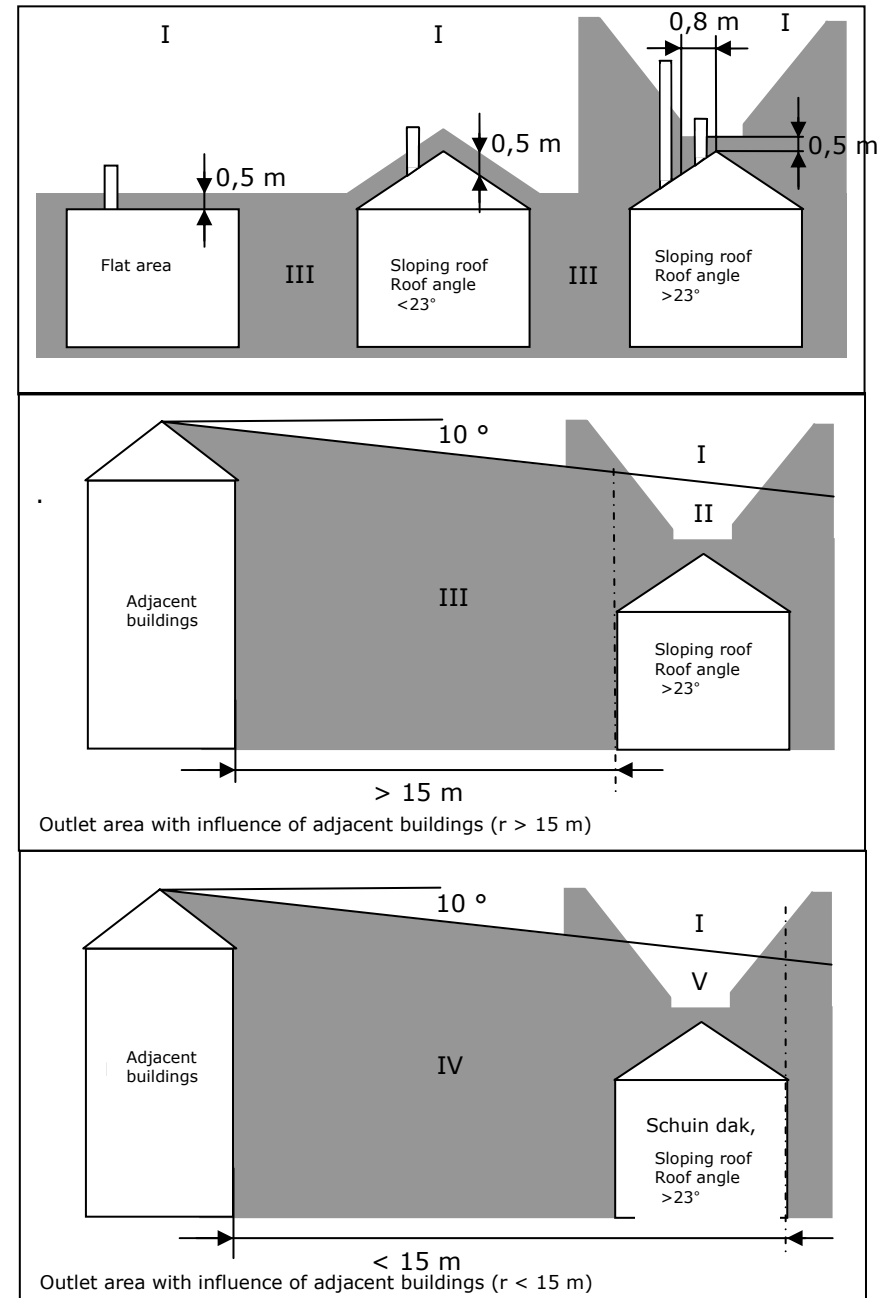 I
I
0,8 m
I
0,5 m
0,5 m
0,5 m
Flat area
III
Sloping roof
Roof angle
<23°
III
Sloping roof
Roof angle
>23°
10 °
I
II
.
Adjacent
buildings
III
Sloping roof
Roof angle
>23°
> 15 m
Outlet area with influence of adjacent buildings (r > 15 m)
10 °
I
V
Adjacent
buildings
IV
Schuin dak,
Sloping roof
Roof angle
>23°
< 15 m
Outlet area with influence of adjacent buildings (r < 15 m)